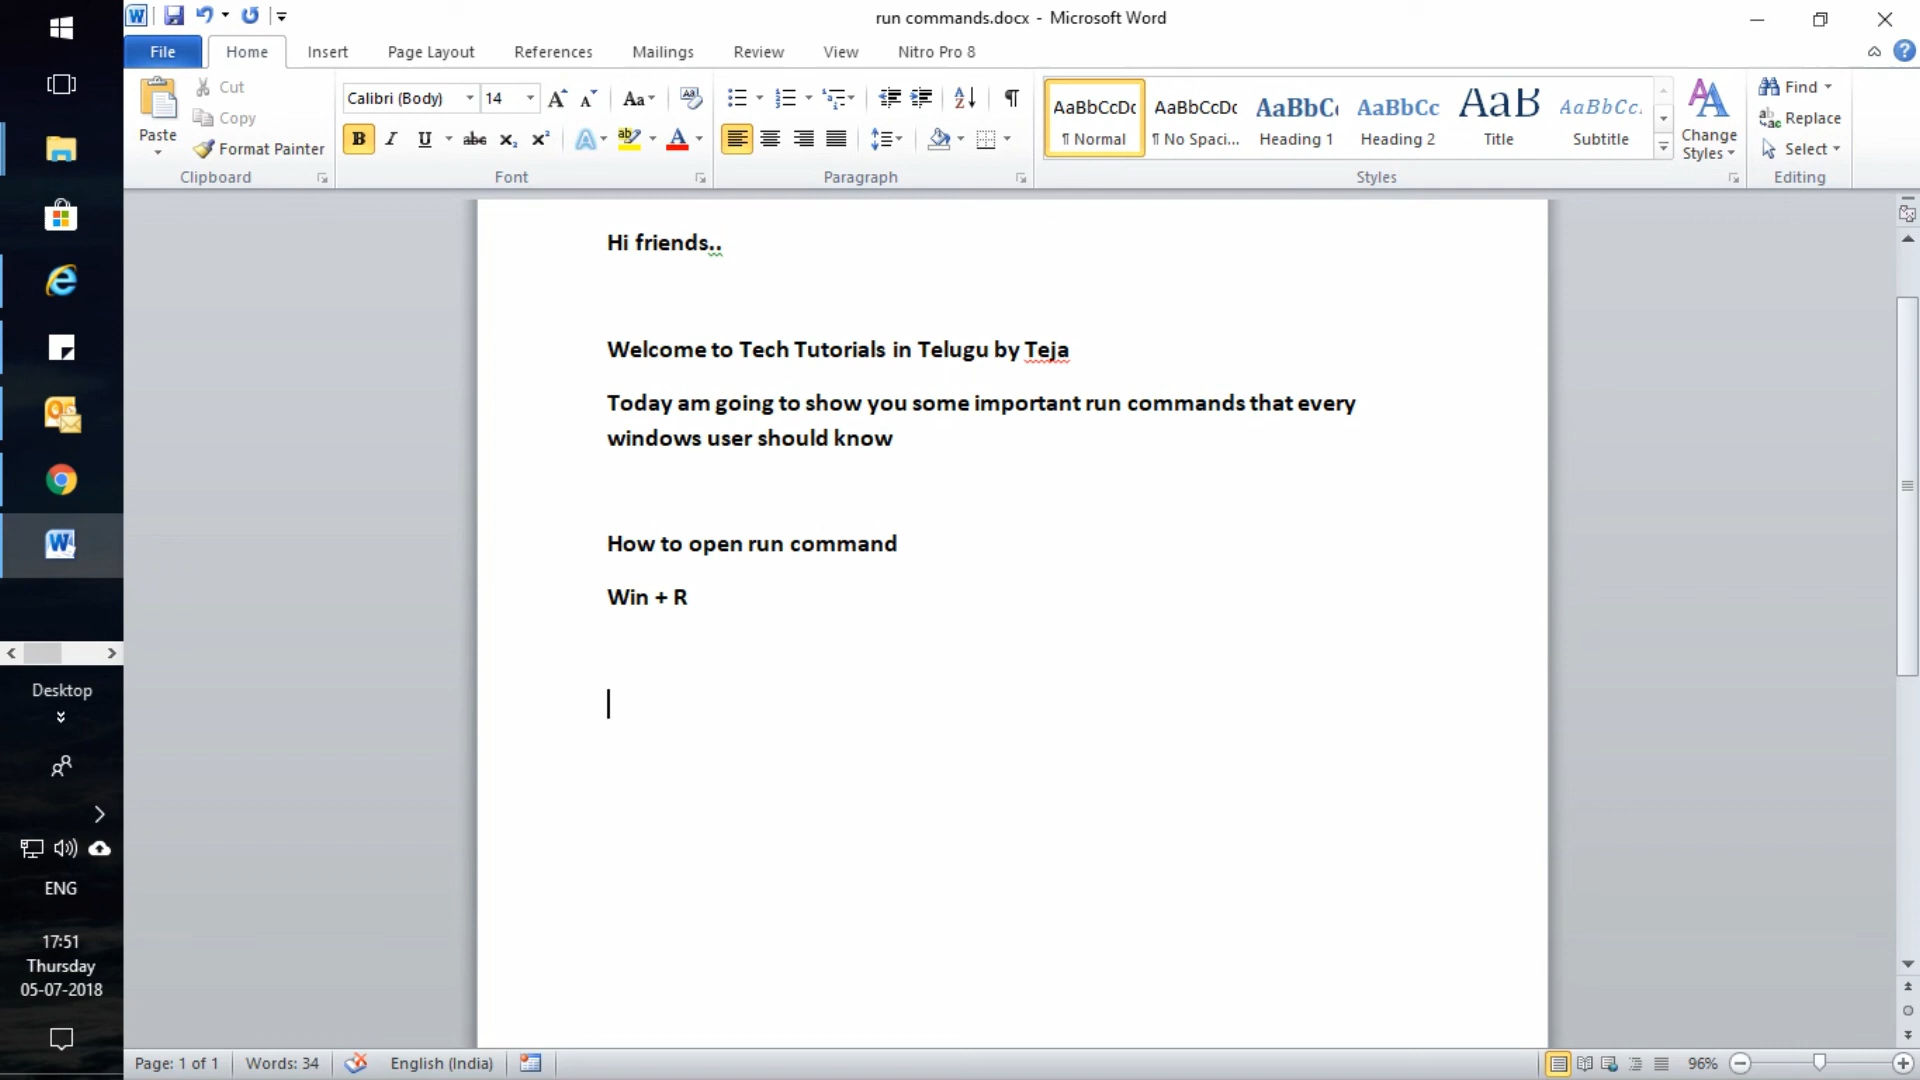 run commands.docx - Microsoft Word
File Home Insert Page Layout References Mailings Review View Nitro Pro 8
Paste
Cut
Copy
Format Painter
Clipboard
Calibri (Body) 14
Font
Paragraph
AaBbCcDc AaBbCcDc AaBbC AaBbCc AaB AaBbCc.
¶ Normal ¶ No Spaci... Heading 1 Heading 2 Title Subtitle
Styles
Change Styles
Find
Replace
Select
Editing
Hi friends..
Welcome to Tech Tutorials in Telugu by Teja
Today am going to show you some important run commands that every
windows user should know
How to open run command
Win + R
Desktop
ENG
17:51
Thursday
05-07-2018
Page: 1 of 1 Words: 34 English (India) 96%